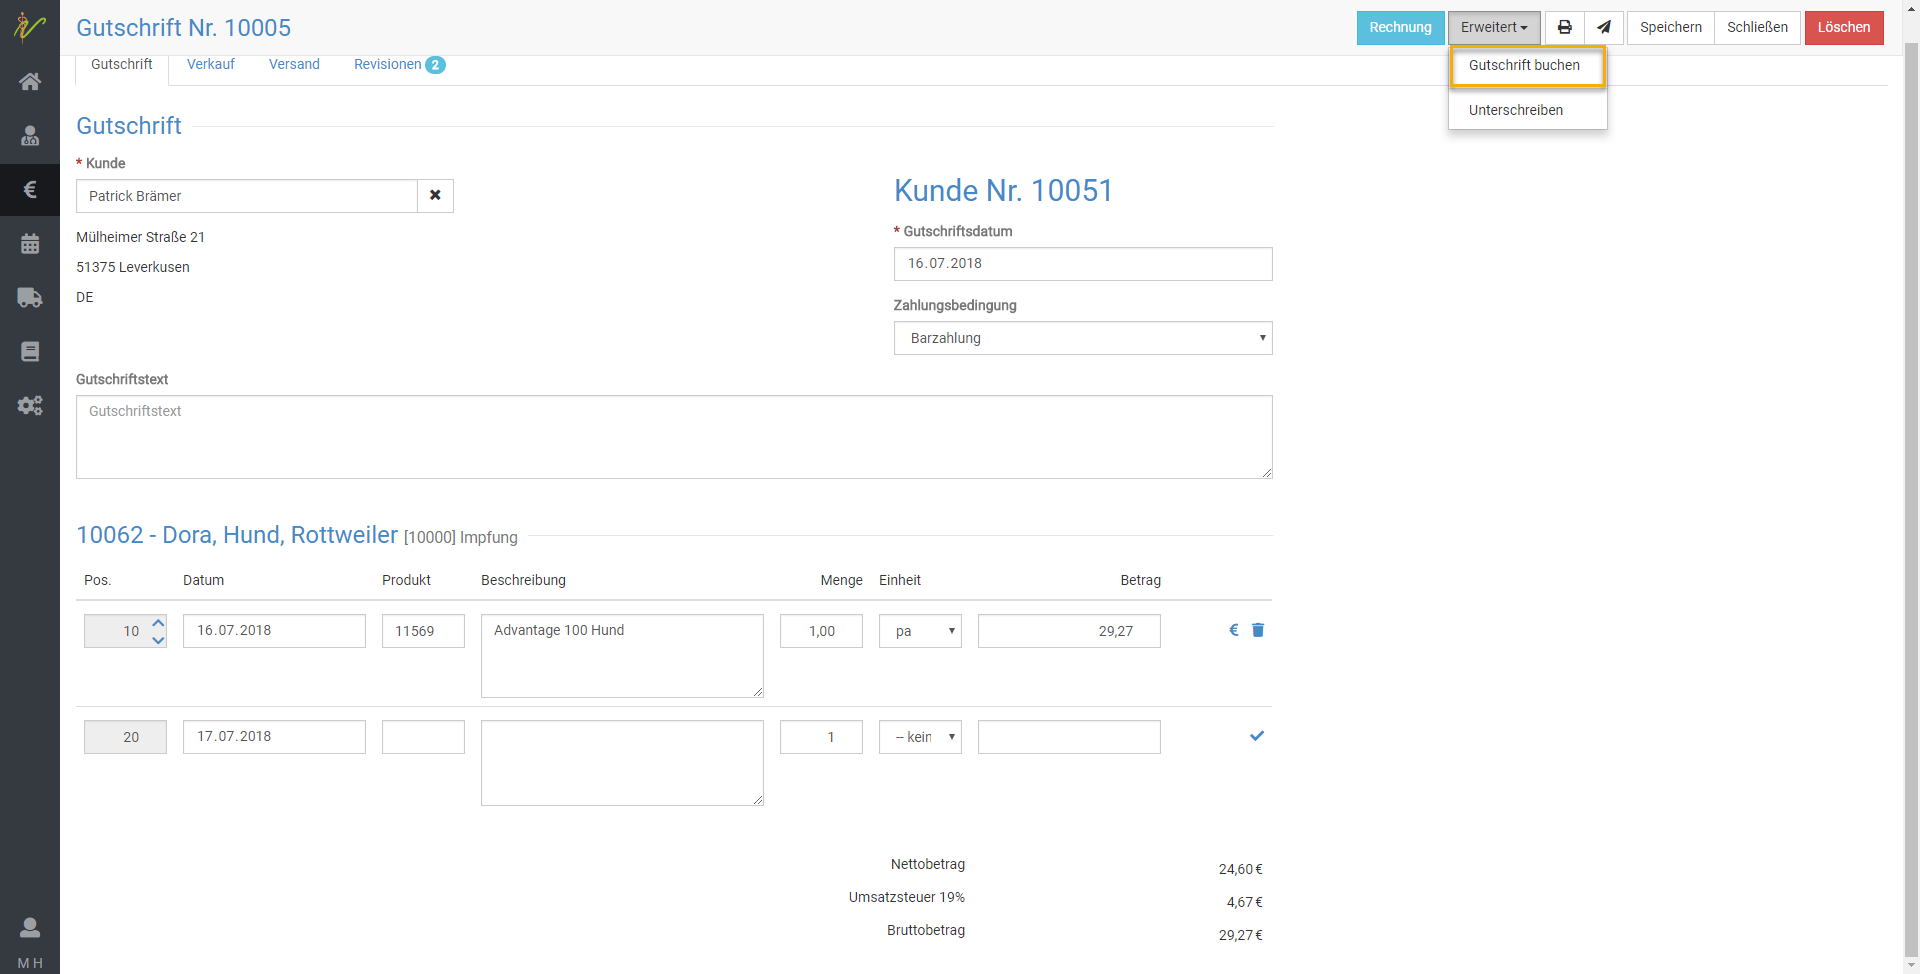 Gutschrift Nr. 10005
Rechnung
Erweitert
Speichern
Schließen
Löschen
Gutschrift
Verkauf
Versand
Revisionen 2
Gutschrift buchen
Unterschreiben
Gutschrift
* Kunde
Patrick Brämer
Mülheimer Straße 21
51375 Leverkusen
DE
Kunde Nr. 10051
* Gutschriftsdatum
16.07.2018
Zahlungsbedingung
Barzahlung
Gutschriftstext
Gutschriftstext
10062 - Dora, Hund, Rottweiler [10000] Impfung
Pos. Datum Produkt Beschreibung Menge Einheit Betrag
10 16.07.2018 11569 Advantage 100 Hund 1,00 pa 29,27 €
20 17.07.2018 1 -- kein
Nettobetrag 24,60 €
Umsatzsteuer 19% 4,67 €
Bruttobetrag 29,27 €
M H